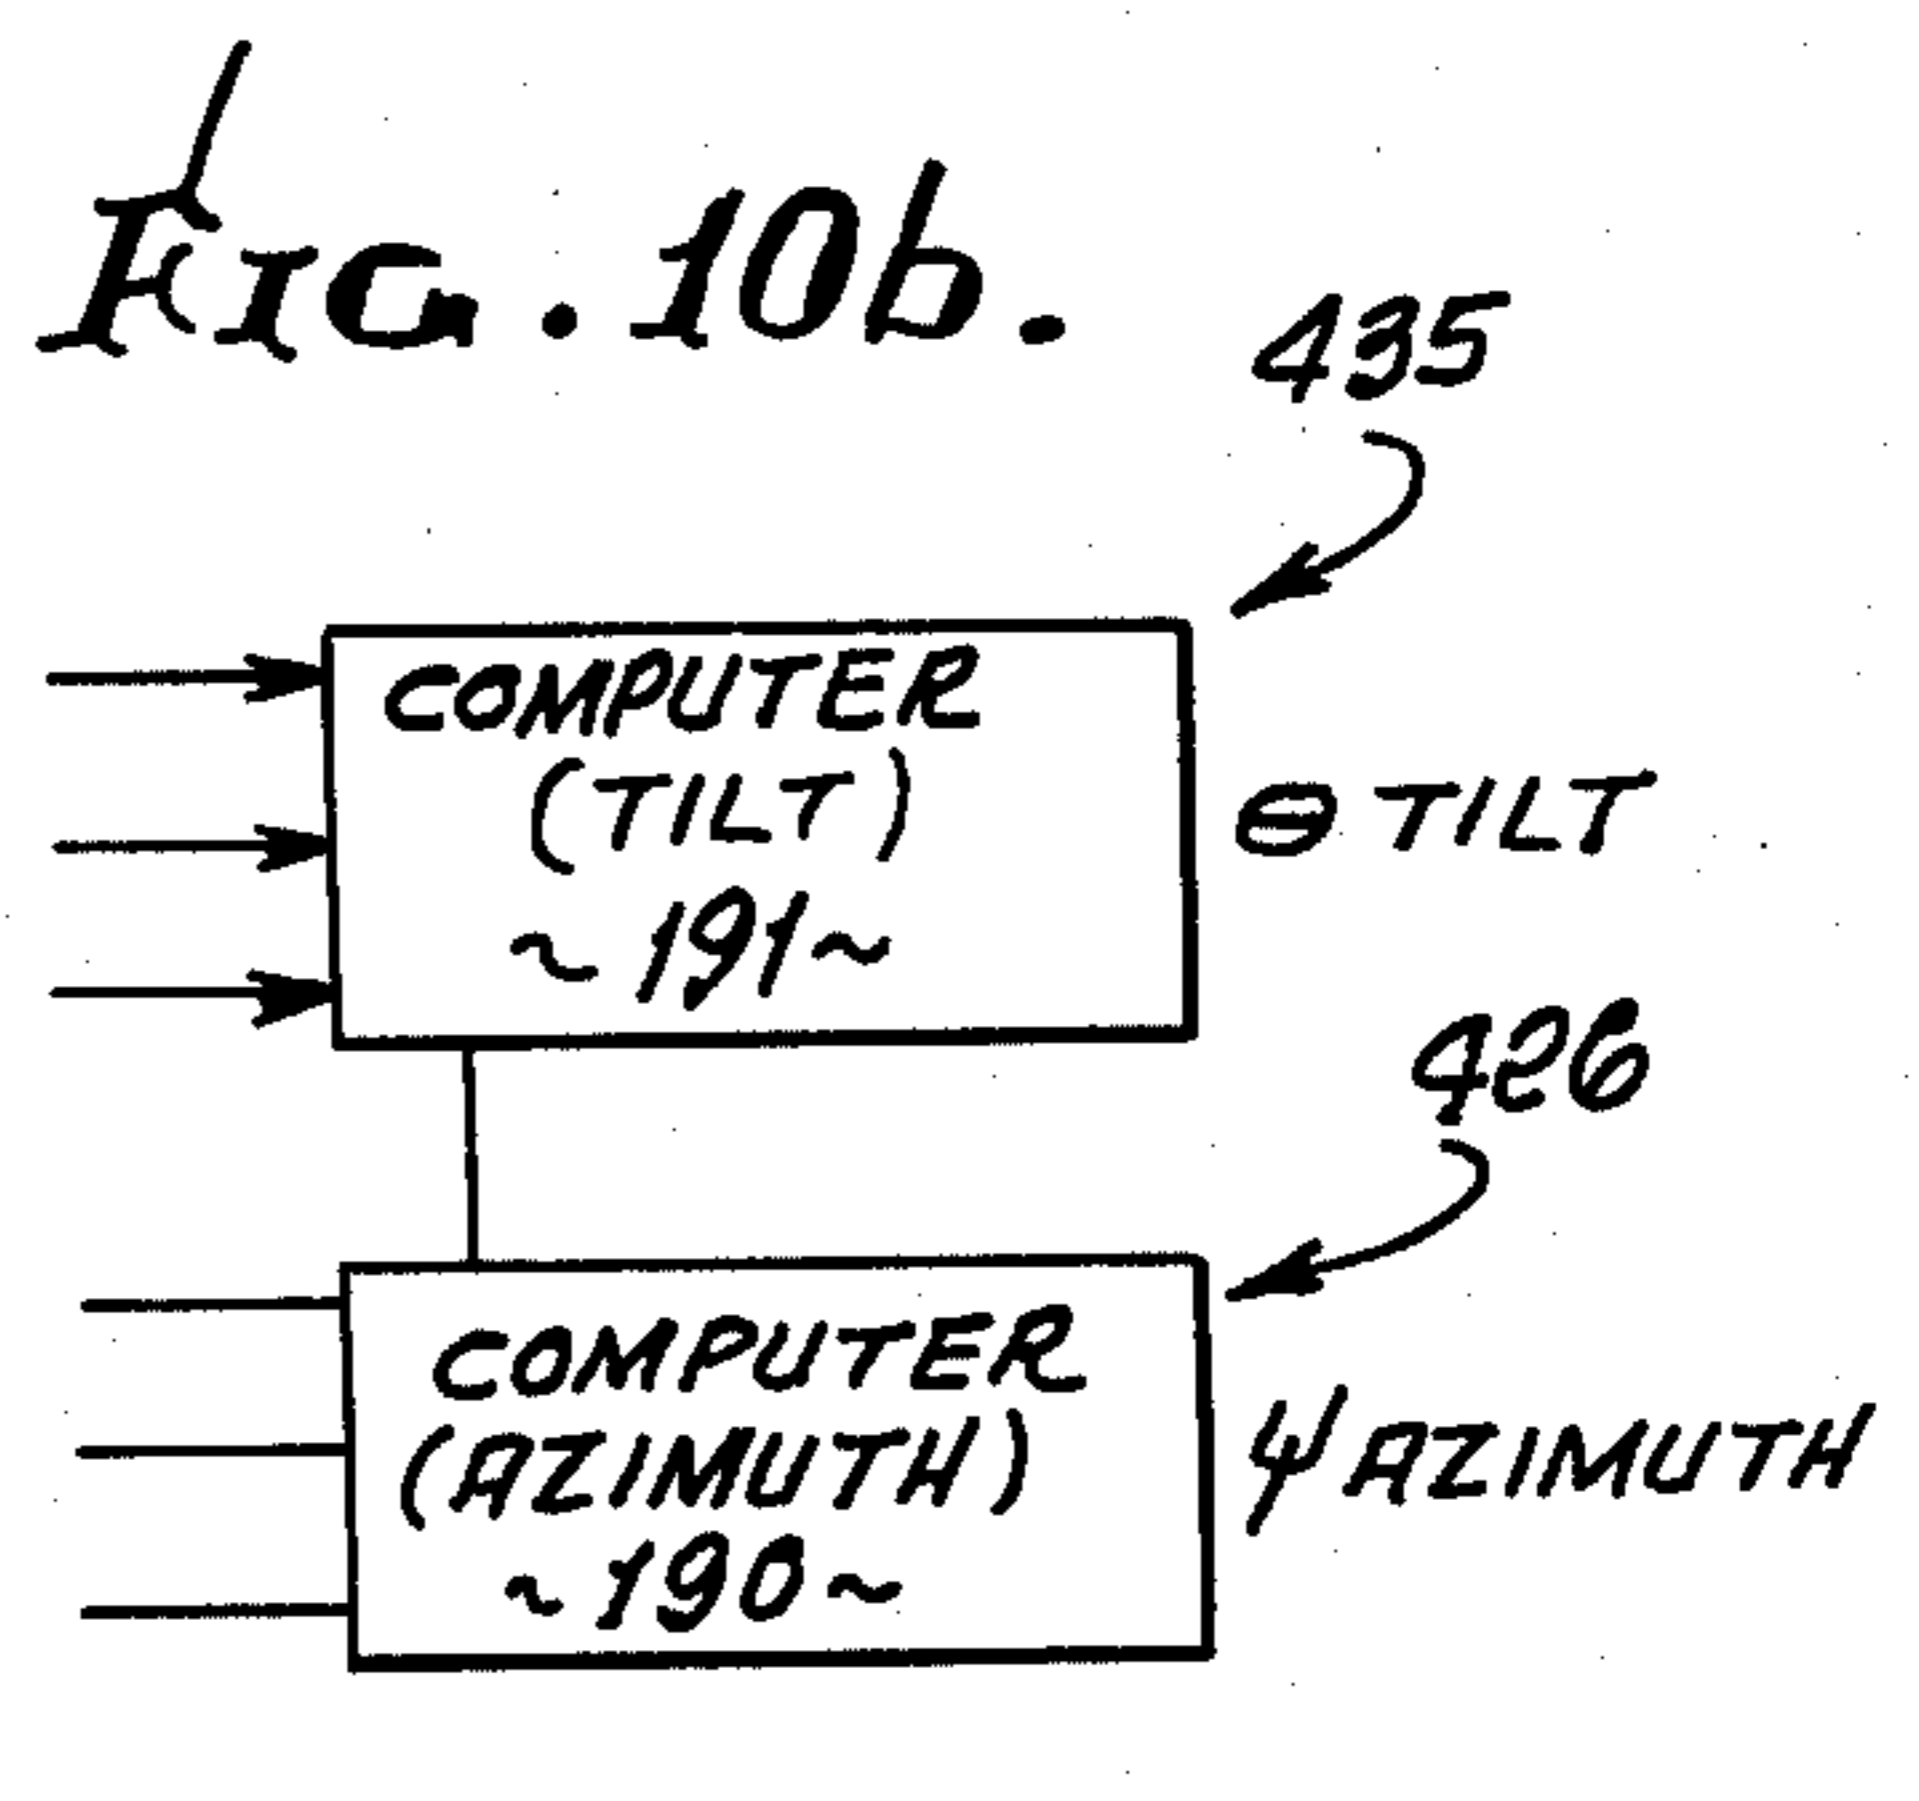 FIG. 10b.
435
COMPUTER
(TILT)
~191~
θ TILT
426
COMPUTER
(AZIMUTH)
~190~
ψ AZIMUTH